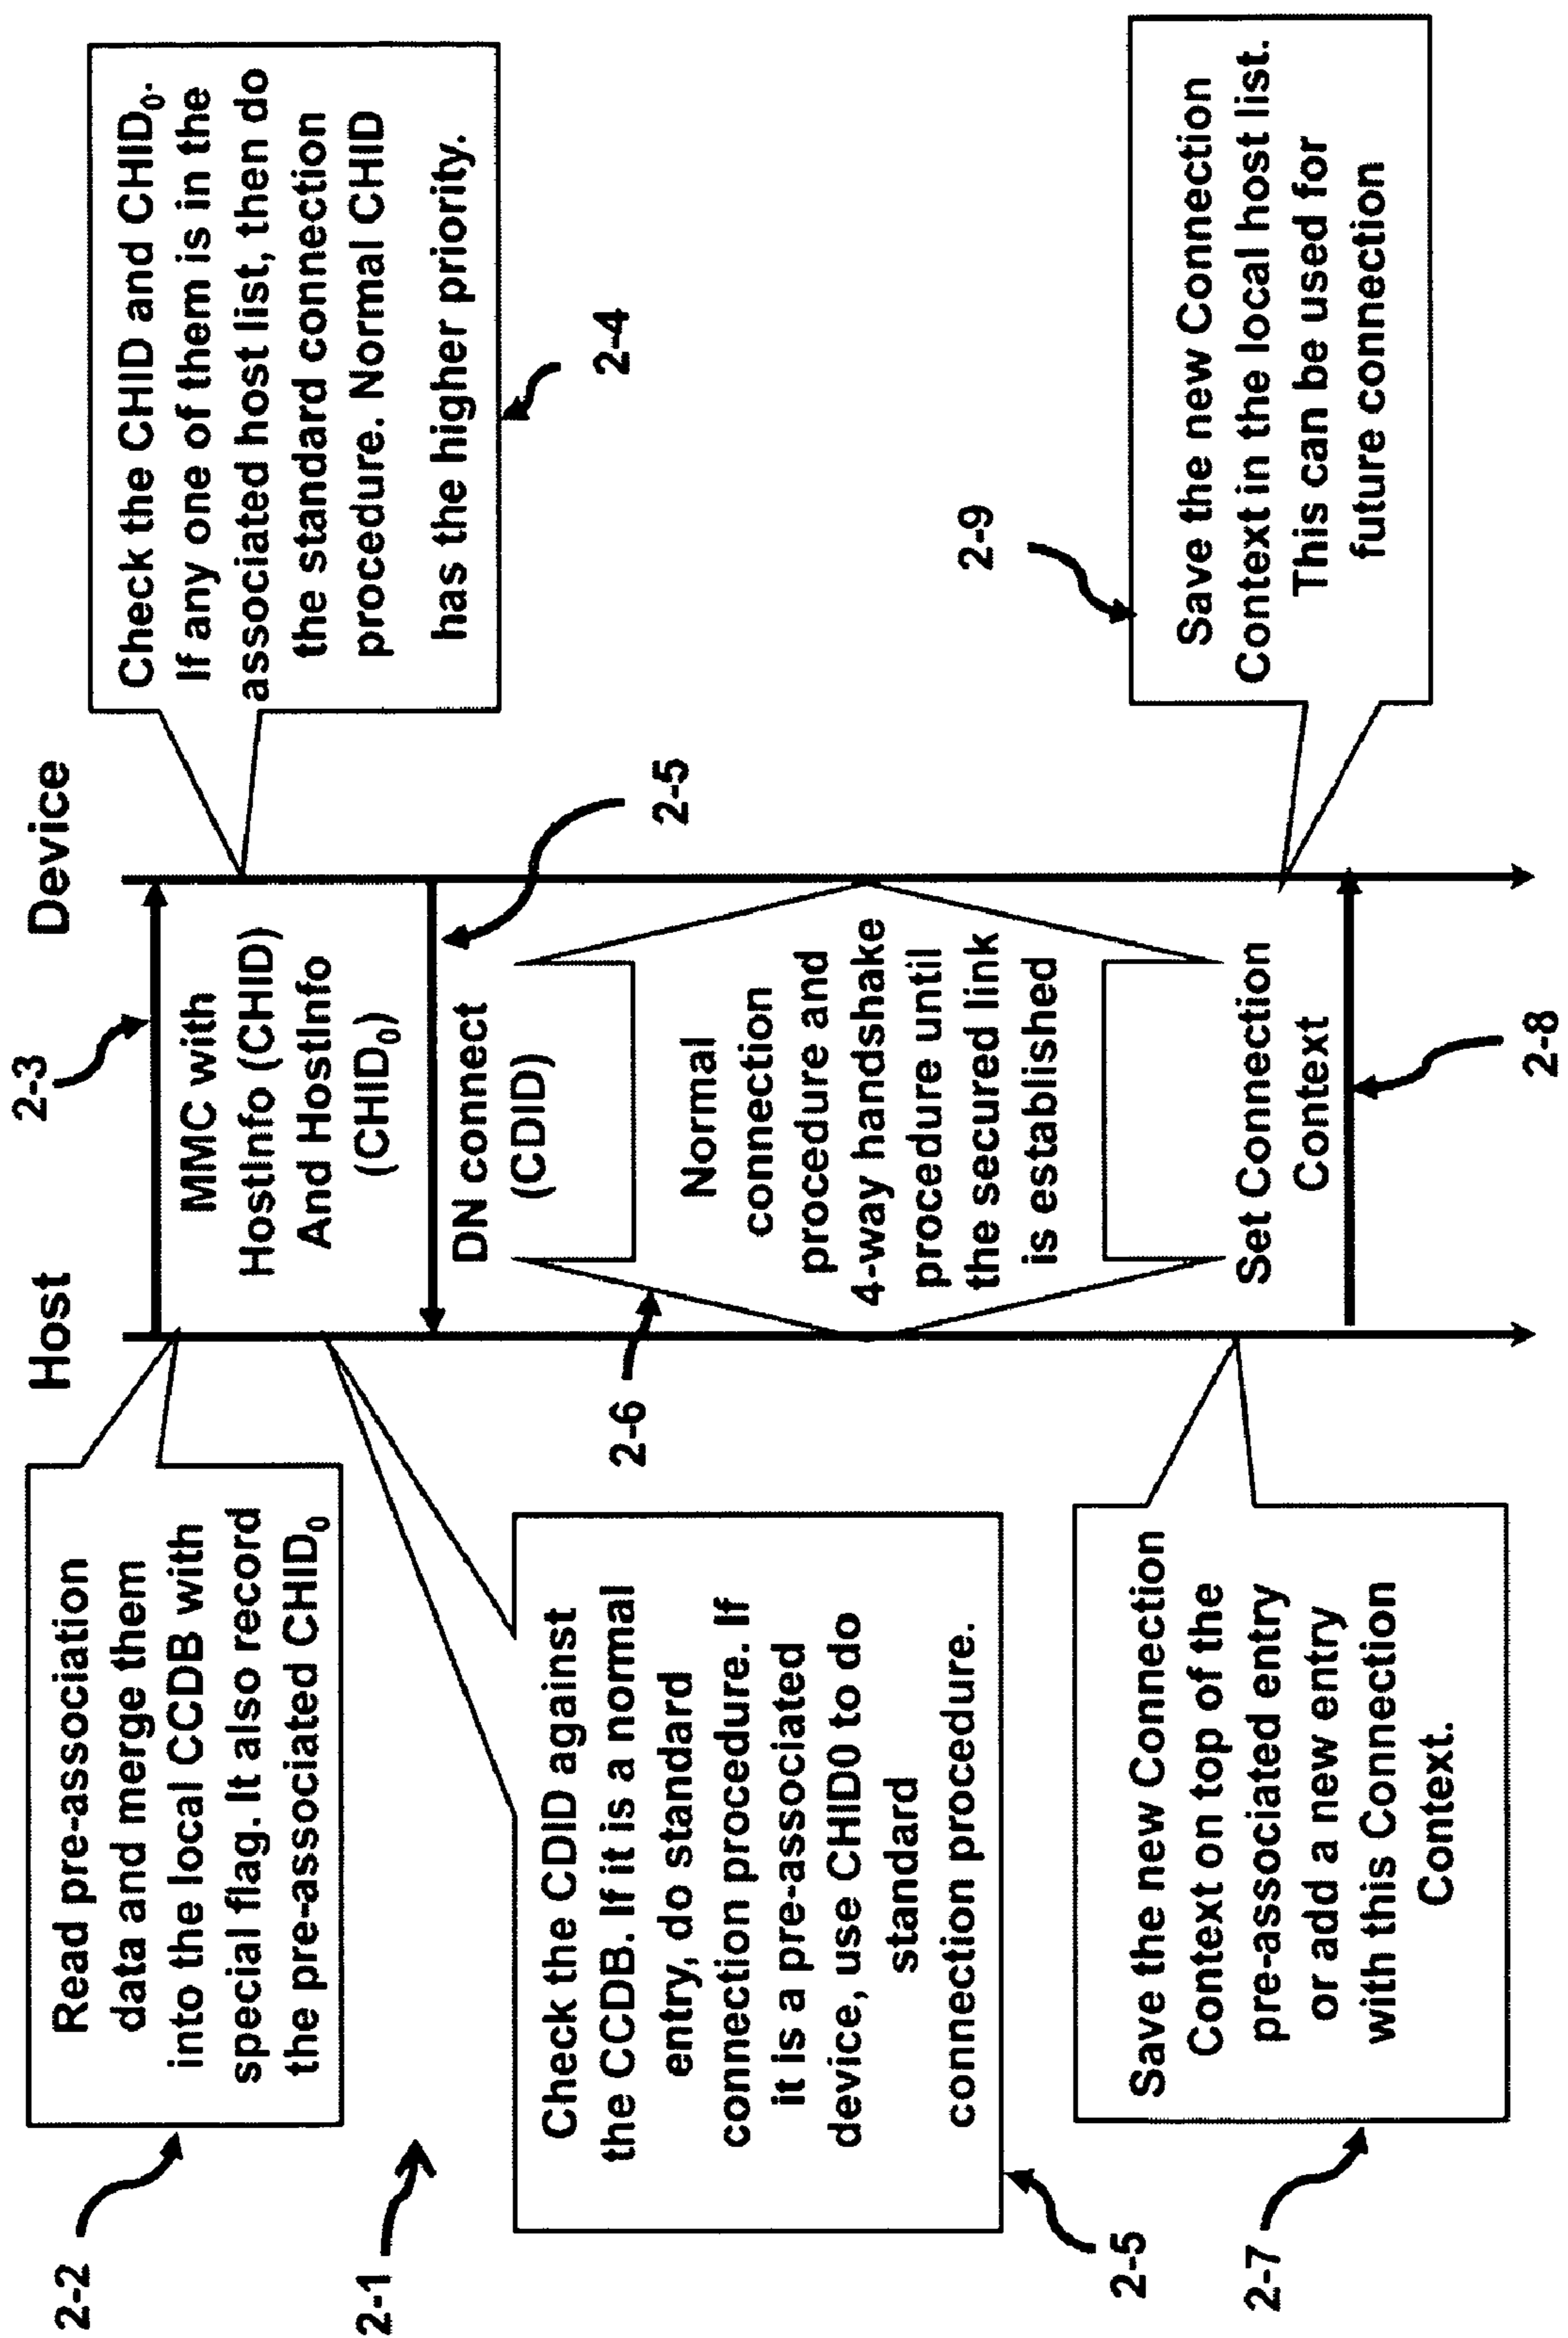 Host
Device
2-2
Read pre-association
data and merge them
into the local CCDB with
special flag. It also record
the pre-associated CHID₀
2-3
MMC with
HostInfo (CHID)
And HostInfo
(CHID₀)
Check the CHID and CHID₀.
If any one of them is in the
associated host list, then do
the standard connection
procedure. Normal CHID
has the higher priority.
2-4
2-1
2-5
DN connect
(CDID)
Check the CDID against
the CCDB. If it is a normal
entry, do standard
connection procedure. If
it is a pre-associated
device, use CHID0 to do
standard
connection procedure.
2-5
2-6
Normal
connection
procedure and
4-way handshake
procedure until
the secured link
is established
2-7
Save the new Connection
Context on top of the
pre-associated entry
or add a new entry
with this Connection
Context.
Set Connection
Context
2-8
2-9
Save the new Connection
Context in the local host list.
This can be used for
future connection